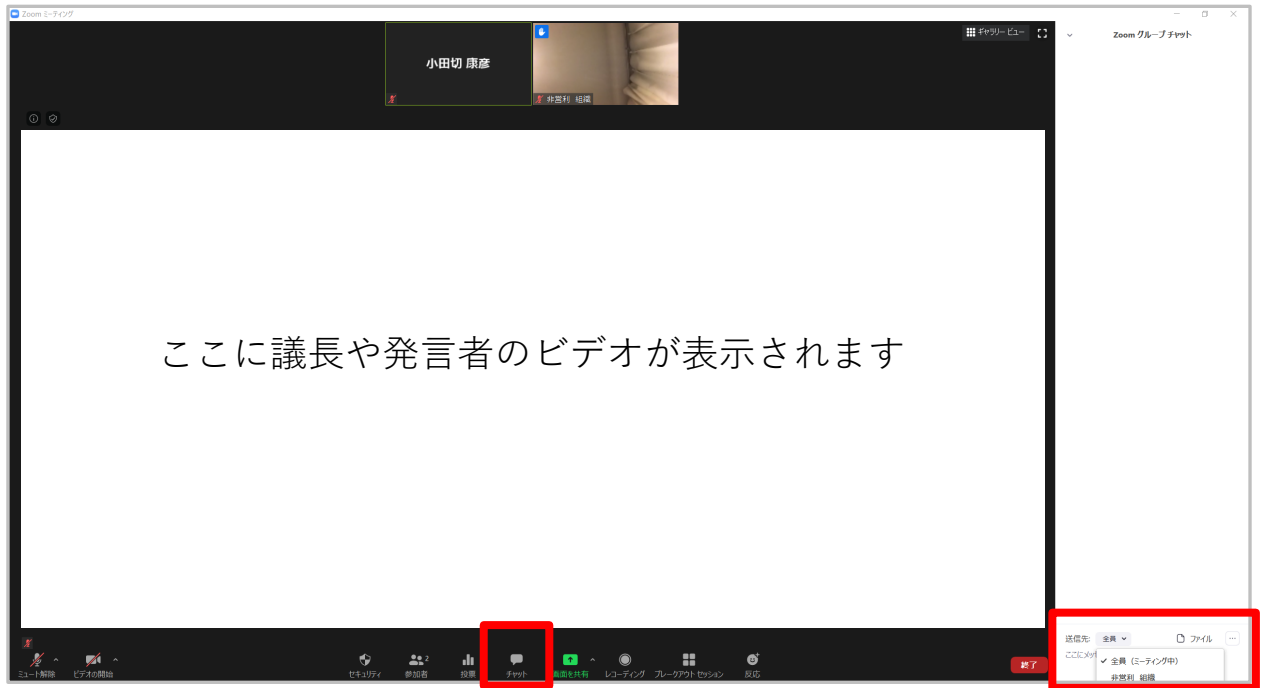 Zoom ミーティング
小田切 康彦
非営利 組織
ギャラリー ビュー
Zoom グループ チャット
ここに議長や発言者のビデオが表示されます
送信先: 全員
ファイル
ここにメッ
全員 (ミーティング中)
非営利 組織
ミュート解除
ビデオの開始
セキュリティ
参加者
2
投票
チャット
画面を共有
レコーディング
ブレークアウト セッション
反応
終了